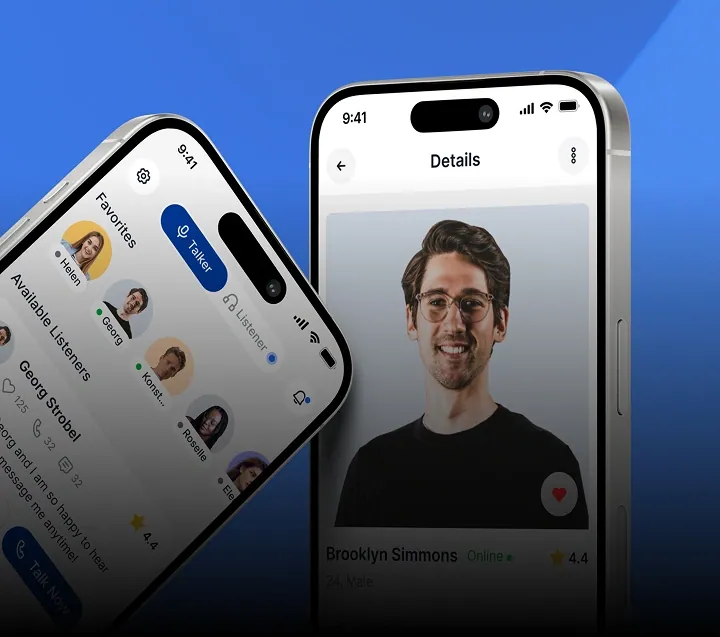 9:41
Talker
Listener
Favorites
Helen
Georg
Konst...
Roselle
Ele
Available Listeners
Georg Strobel
125
32
32
4.4
eorg and I am so happy to hear
message me anytime!
Talk Now
9:41
Details
Brooklyn Simmons
Online
4,4
24, Male